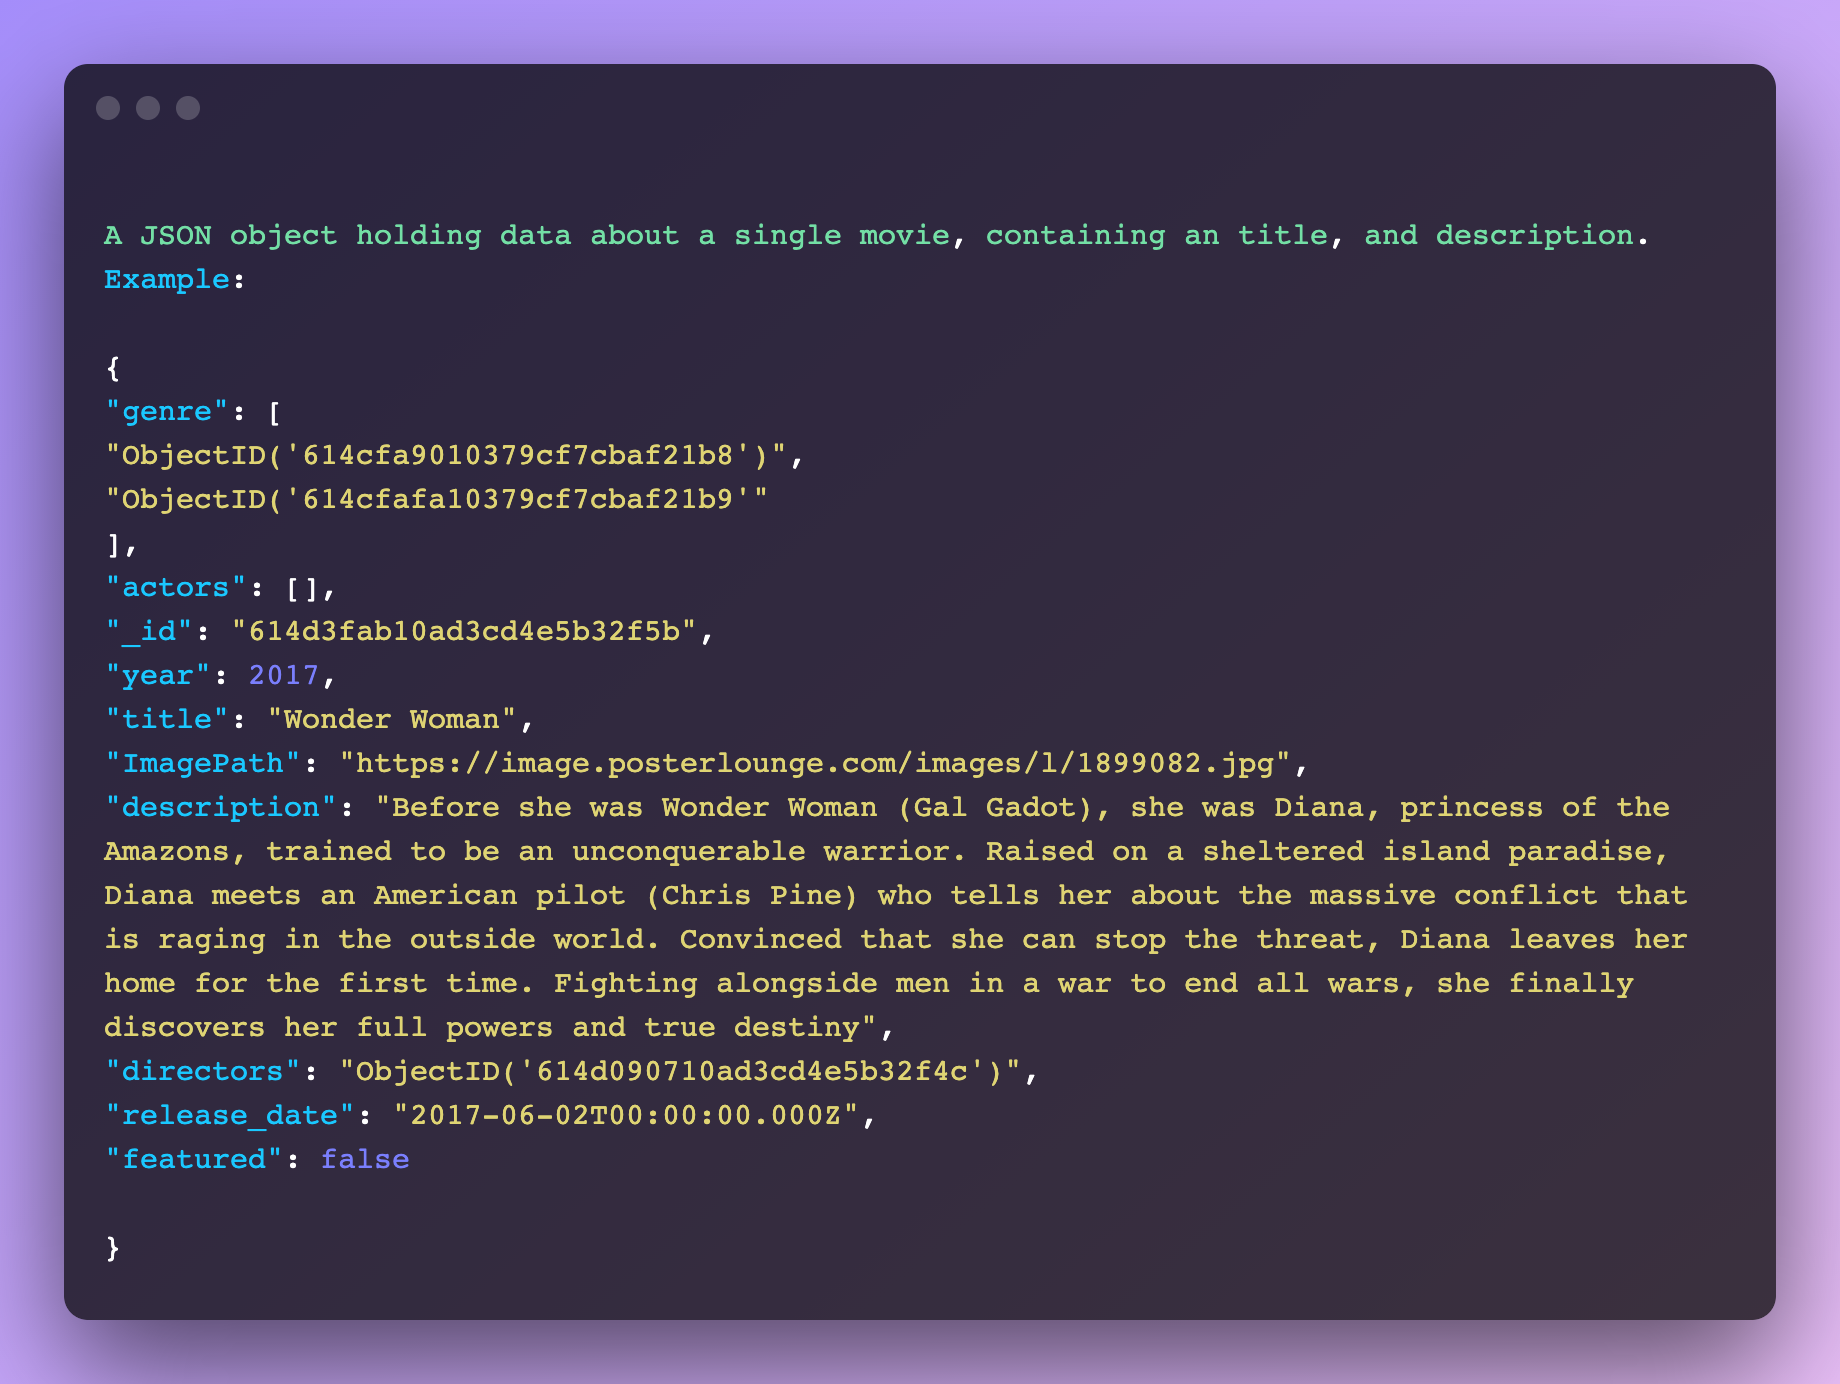 A JSON object holding data about a single movie, containing an title, and description.
Example:
{
"genre": [
"ObjectID('614cfa9010379cf7cbaf21b8')",
"ObjectID('614cfafa10379cf7cbaf21b9'"
],
"actors": [],
"_id": "614d3fab10ad3cd4e5b32f5b",
"year": 2017,
"title": "Wonder Woman",
"ImagePath": "https://image.posterlounge.com/images/l/1899082.jpg",
"description": "Before she was Wonder Woman (Gal Gadot), she was Diana, princess of the
Amazons, trained to be an unconquerable warrior. Raised on a sheltered island paradise,
Diana meets an American pilot (Chris Pine) who tells her about the massive conflict that
is raging in the outside world. Convinced that she can stop the threat, Diana leaves her
home for the first time. Fighting alongside men in a war to end all wars, she finally
discovers her full powers and true destiny",
"directors": "ObjectID('614d090710ad3cd4e5b32f4c')",
"release_date": "2017-06-02T00:00:00.000Z",
"featured": false
}